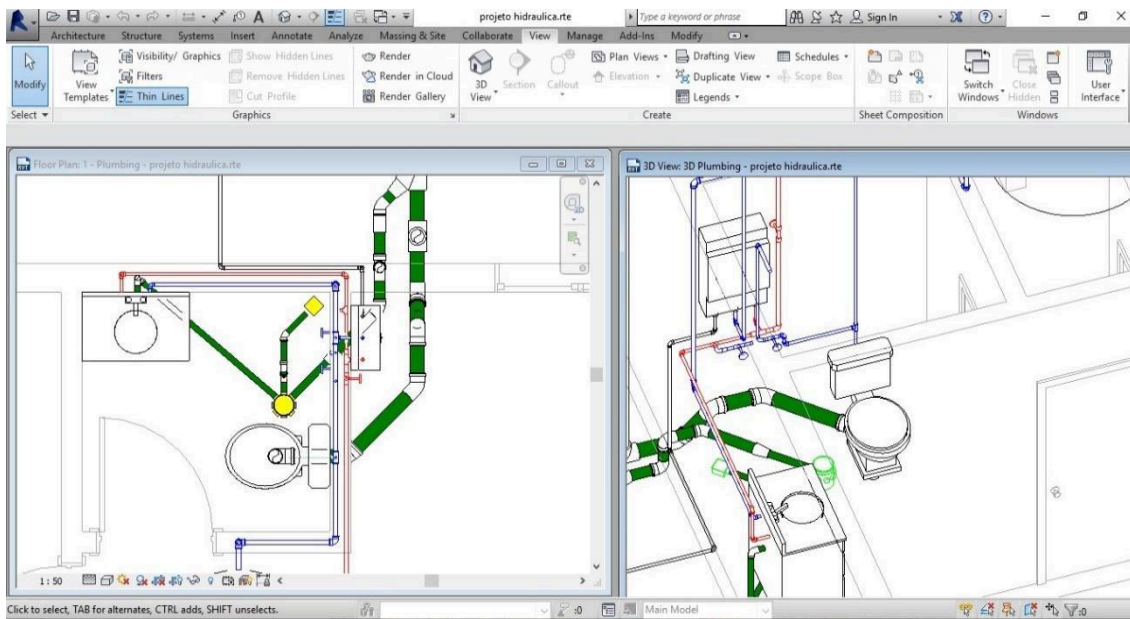 projeto hidraulica.rte
Type a keyword or phrase
Sign In
Architecture Structure Systems Insert Annotate Analyze Massing & Site Collaborate View Manage Add-Ins Modify
Modify
View Templates
Visibility/ Graphics
Filters
Thin Lines
Show Hidden Lines
Remove Hidden Lines
Cut Profile
Render
Render in Cloud
Render Gallery
3D View
Section
Callout
Plan Views
Elevation
Drafting View
Duplicate View
Legends
Schedules
Scope Box
Switch Windows
Close Hidden
User Interface
Select
Graphics
Create
Sheet Composition
Windows
Floor Plan: 1 - Plumbing - projeto hidraulica.rte
3D View: 3D Plumbing - projeto hidraulica.rte
1 : 50
Click to select, TAB for alternates, CTRL adds, SHIFT unselects.
:0
Main Model
:0